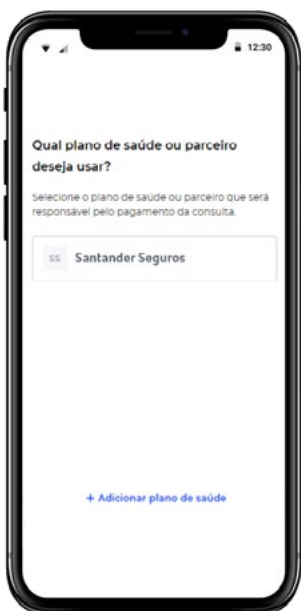 12:30
Qual plano de saúde ou parceiro
deseja usar?
Selecione o plano de saúde ou parceiro que será
responsável pelo pagamento da consulta.
SS Santander Seguros
+ Adicionar plano de saúde